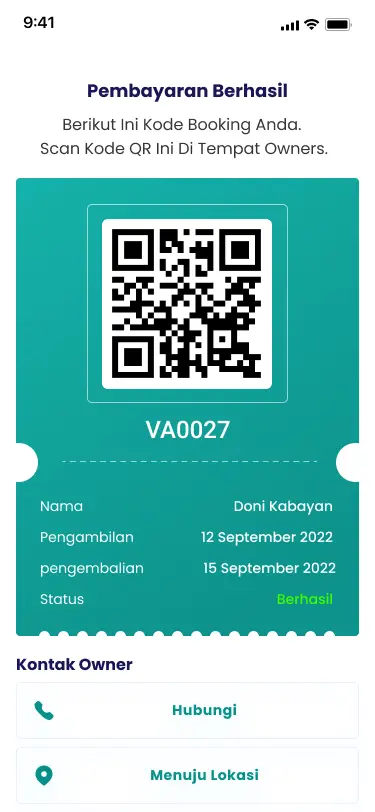 9:41
Pembayaran Berhasil
Berikut Ini Kode Booking Anda.
Scan Kode QR Ini Di Tempat Owners.
VA0027
Nama Doni Kabayan
Pengambilan 12 September 2022
pengembalian 15 September 2022
Status Berhasil
Kontak Owner
Hubungi
Menuju Lokasi